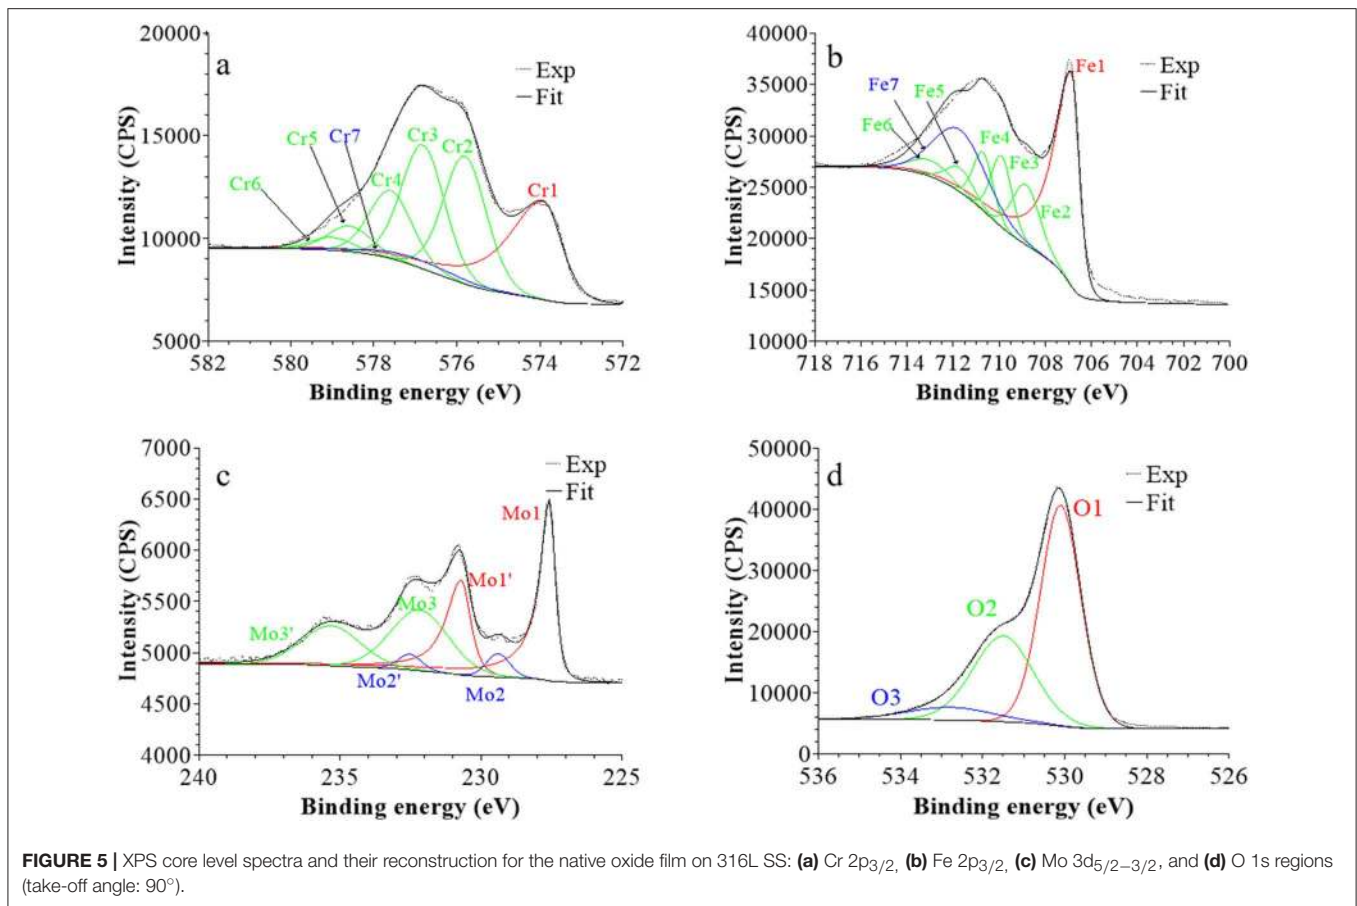 20000
15000
10000
5000
Intensity (CPS)
a
Exp
Fit
Cr5
Cr7
Cr3
Cr2
Cr6
Cr4
Cr1
582
580
578
576
574
572
Binding energy (eV)
40000
35000
30000
25000
20000
15000
10000
Intensity (CPS)
b
Fe1
Exp
Fit
Fe7
Fe5
Fe6
Fe4
Fe3
Fe2
718 716 714 712 710 708 706 704 702 700
Binding energy (eV)
7000
6500
6000
5500
5000
4500
4000
Intensity (CPS)
c
Exp
Fit
Mo1
Mo1'
Mo3
Mo3'
Mo2'
Mo2
240
235
230
225
Binding energy (eV)
50000
40000
30000
20000
10000
0
Intensity (CPS)
d
Exp
Fit
O1
O2
O3
536
534
532
530
528
526
Binding energy (eV)
FIGURE 5 | XPS core level spectra and their reconstruction for the native oxide film on 316L SS: (a) Cr 2p3/2, (b) Fe 2p3/2, (c) Mo 3d5/2−3/2, and (d) O 1s regions
(take-off angle: 90°).